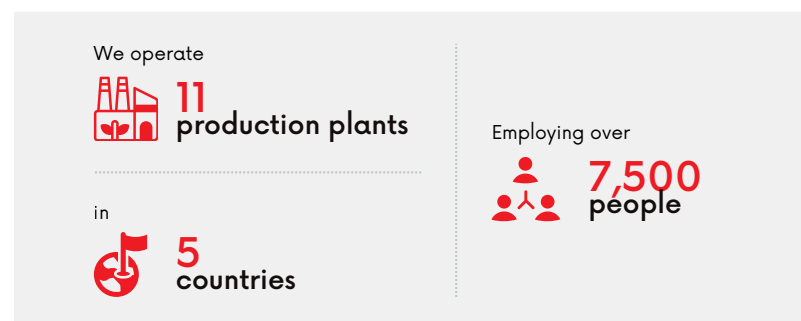 We operate
11
production plants
in
5
countries
Employing over
7,500
people